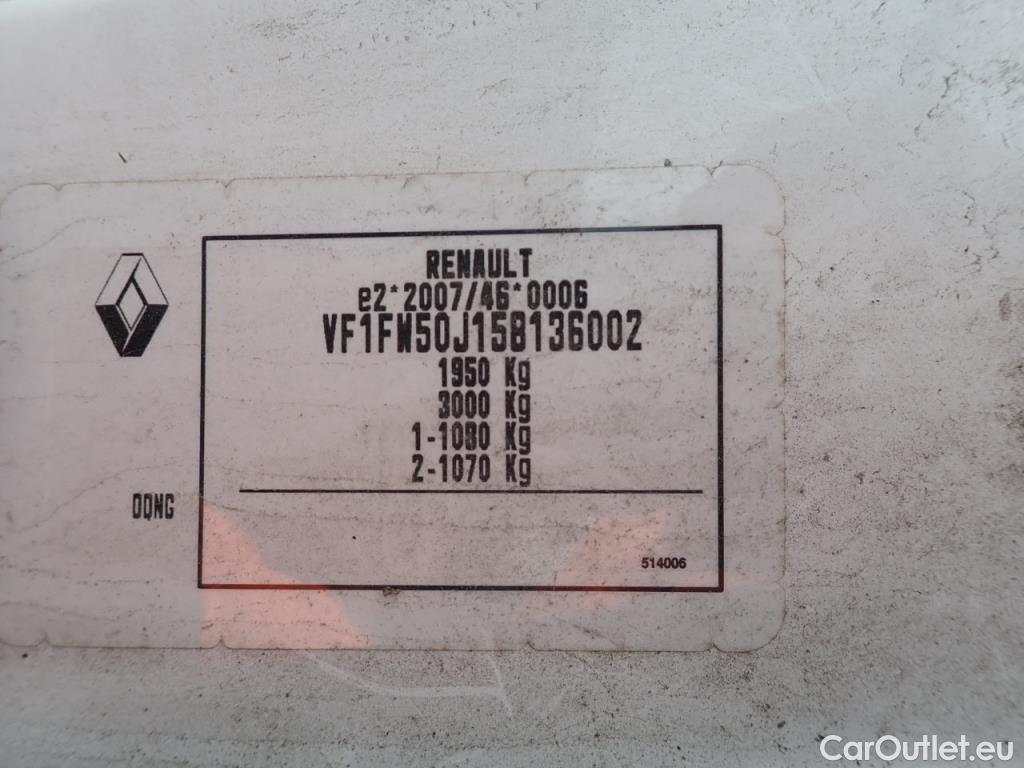 RENAULT
e2*2007/46*0006
VF1FW50J158136002
1950 Kg
3000 Kg
1-1080 Kg
2-1070 Kg
DQNG
514006
CarOutlet.eu